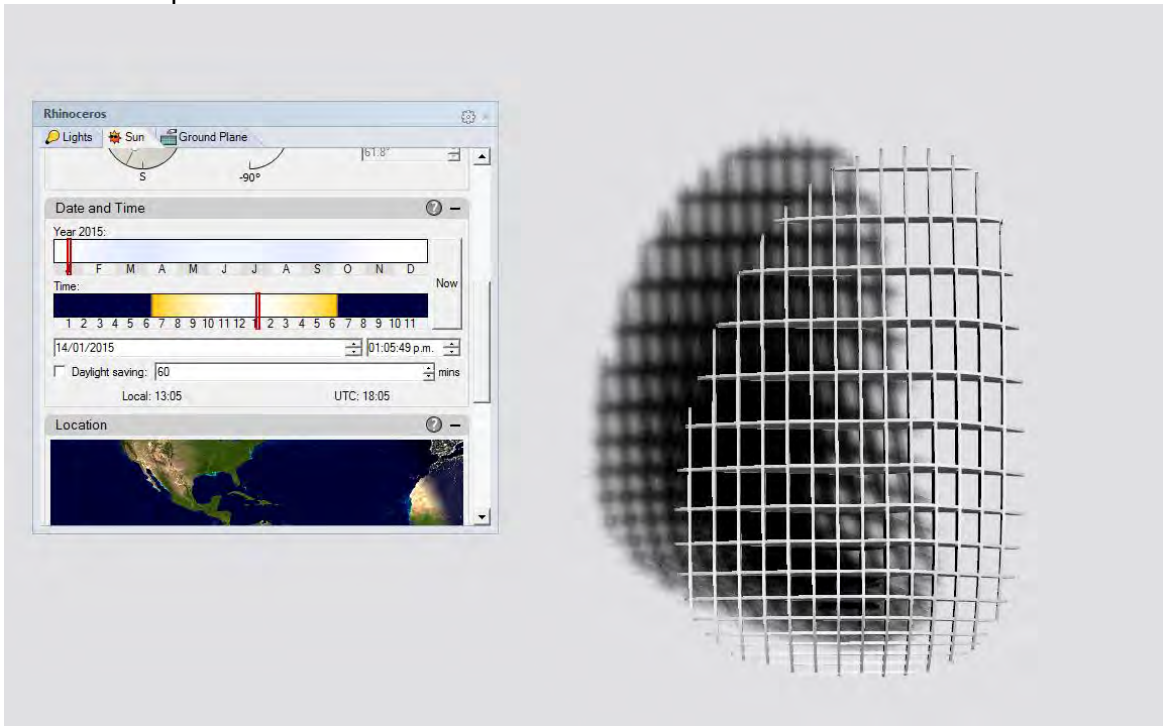 Rhinoceros
Lights Sun Ground Plane
61.8°
S -90°
Date and Time
Year 2015:
F M A M J J A S O N D
Now
Time:
1 2 3 4 5 6 7 8 9 10 11 12 1 2 3 4 5 6 7 8 9 10 11
14/01/2015 01:05:49 p.m.
Daylight saving: 60 mins
Local: 13:05 UTC: 18:05
Location